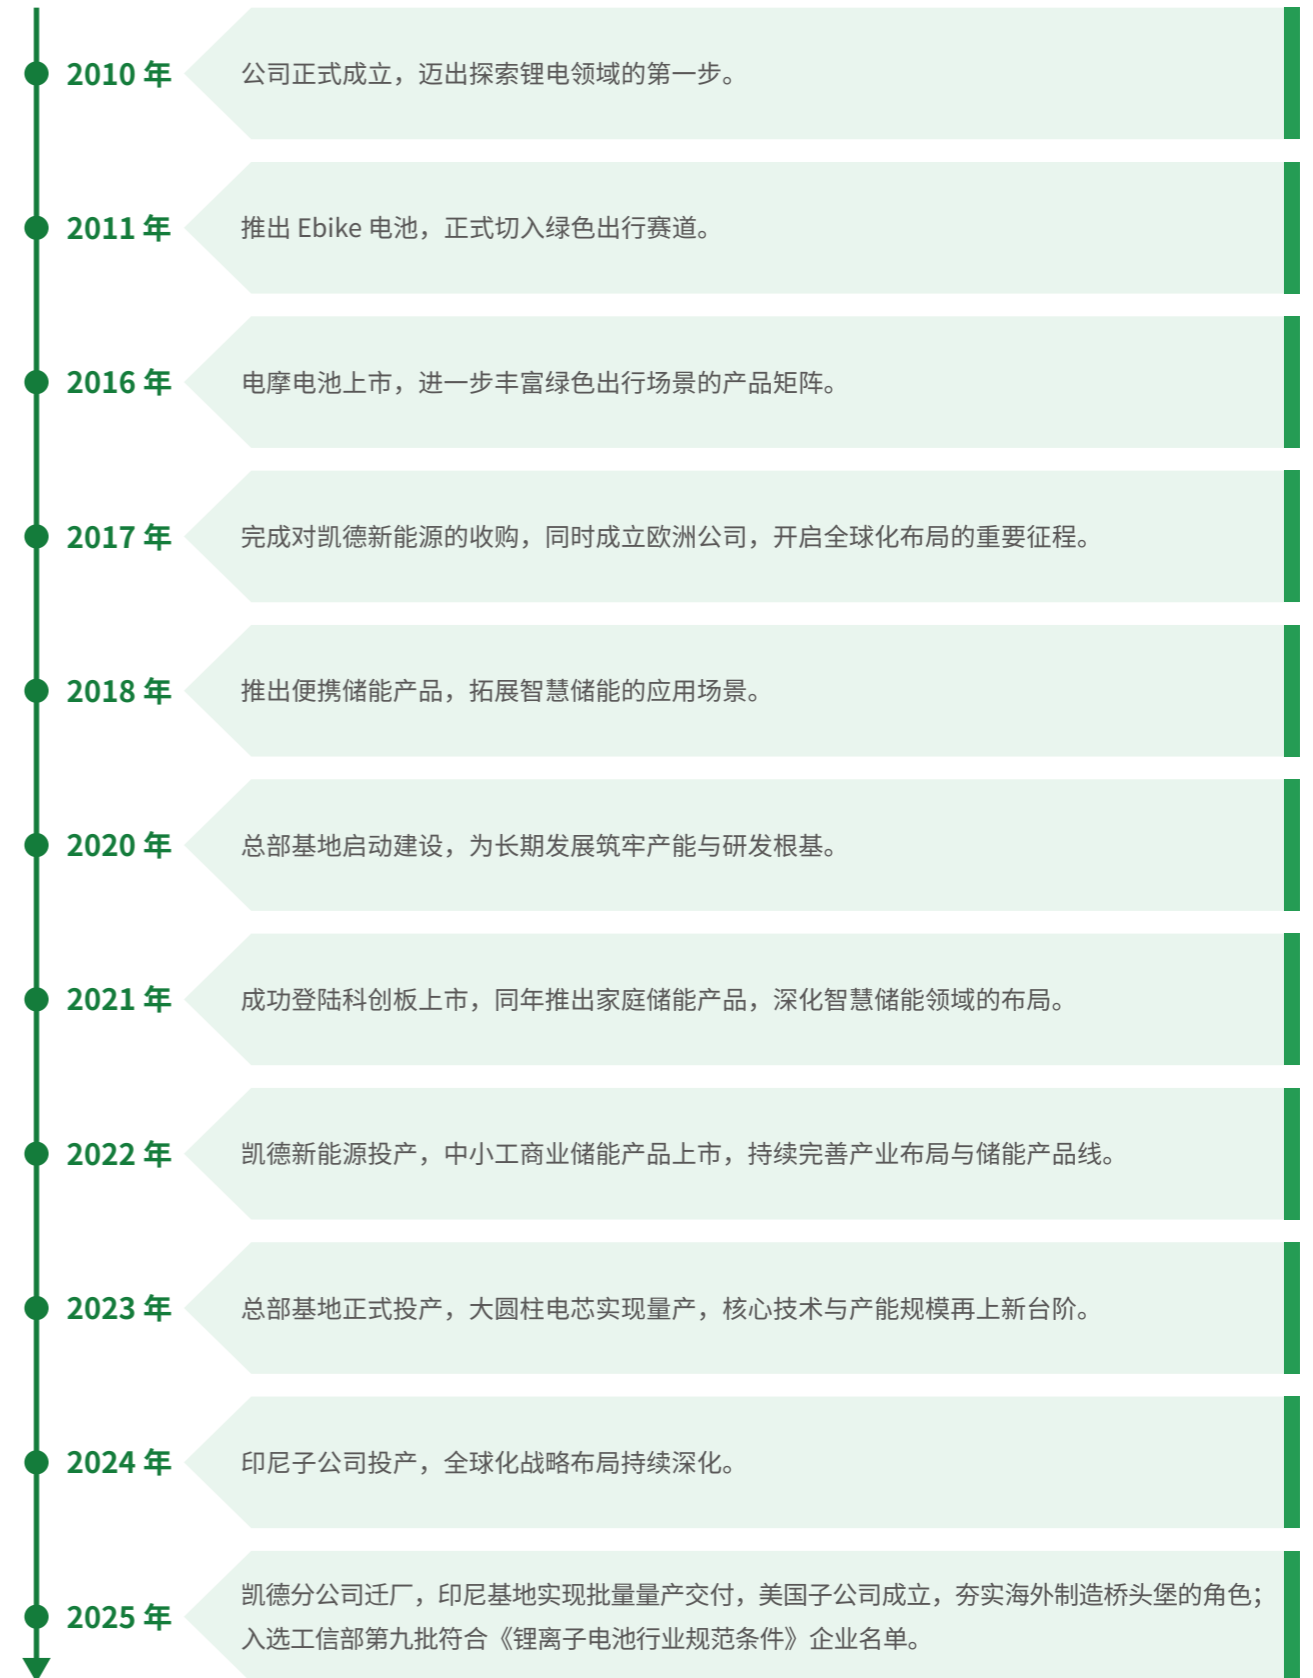 2010 年
公司正式成立，迈出探索锂电领域的第一步。
2011 年
推出 Ebike 电池，正式切入绿色出行赛道。
2016 年
电摩电池上市，进一步丰富绿色出行场景的产品矩阵。
2017 年
完成对凯德新能源的收购，同时成立欧洲公司，开启全球化布局的重要征程。
2018 年
推出便携储能产品，拓展智慧储能的应用场景。
2020 年
总部基地启动建设，为长期发展筑牢产能与研发根基。
2021 年
成功登陆科创板上市，同年推出家庭储能产品，深化智慧储能领域的布局。
2022 年
凯德新能源投产，中小工商业储能产品上市，持续完善产业布局与储能产品线。
2023 年
总部基地正式投产，大圆柱电芯实现量产，核心技术与产能规模再上新台阶。
2024 年
印尼子公司投产，全球化战略布局持续深化。
2025 年
凯德分公司迁厂，印尼基地实现批量量产交付，美国子公司成立，夯实海外制造桥头堡的角色；
入选工信部第九批符合《锂离子电池行业规范条件》企业名单。